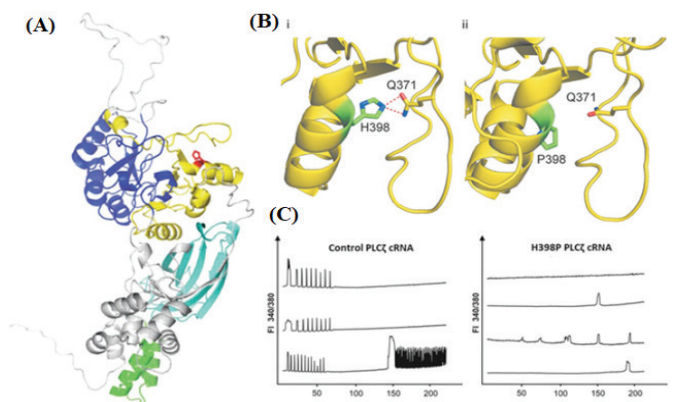 (A)
(B)
i
ii
Q371
H398
Q371
P398
(C)
Control PLCζ cRNA
FI 340/380
50 100 150 200
H398P PLCζ cRNA
FI 340/380
50 100 150 200